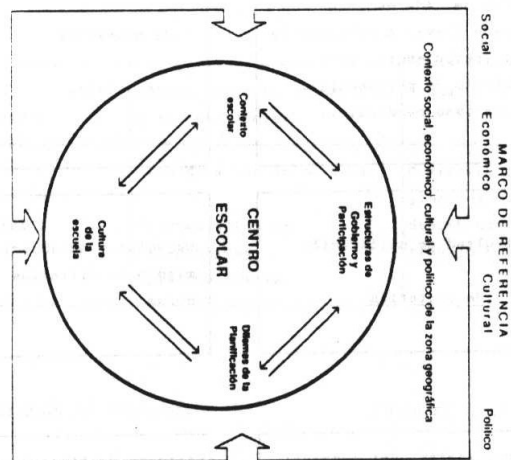 MARCO DE REFERENCIA
Social Económico Cultural Político
Contexto social, económico, cultural y político de la zona geográfica
Estructuras de
Gobierno y
Participación
Contexto
escolar
CENTRO
ESCOLAR
Dilemas de la
Planificación
Cultura
de la
escuela